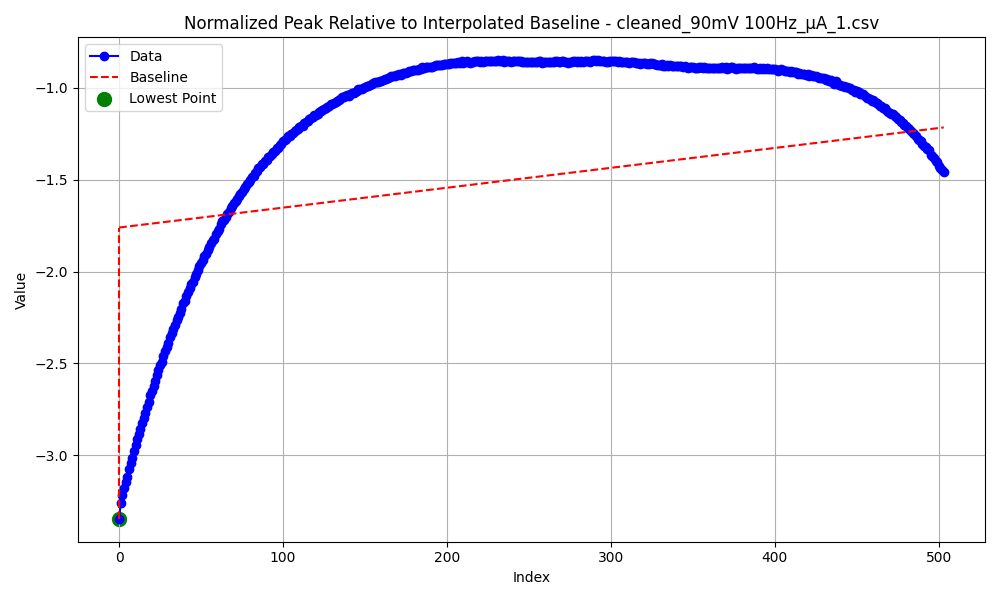 Normalized Peak Relative to Interpolated Baseline - cleaned_90mV 100Hz_µA_1.csv
Data
Baseline
Lowest Point
Value
−1.0
−1.5
−2.0
−2.5
−3.0
0
100
200
300
400
500
Index